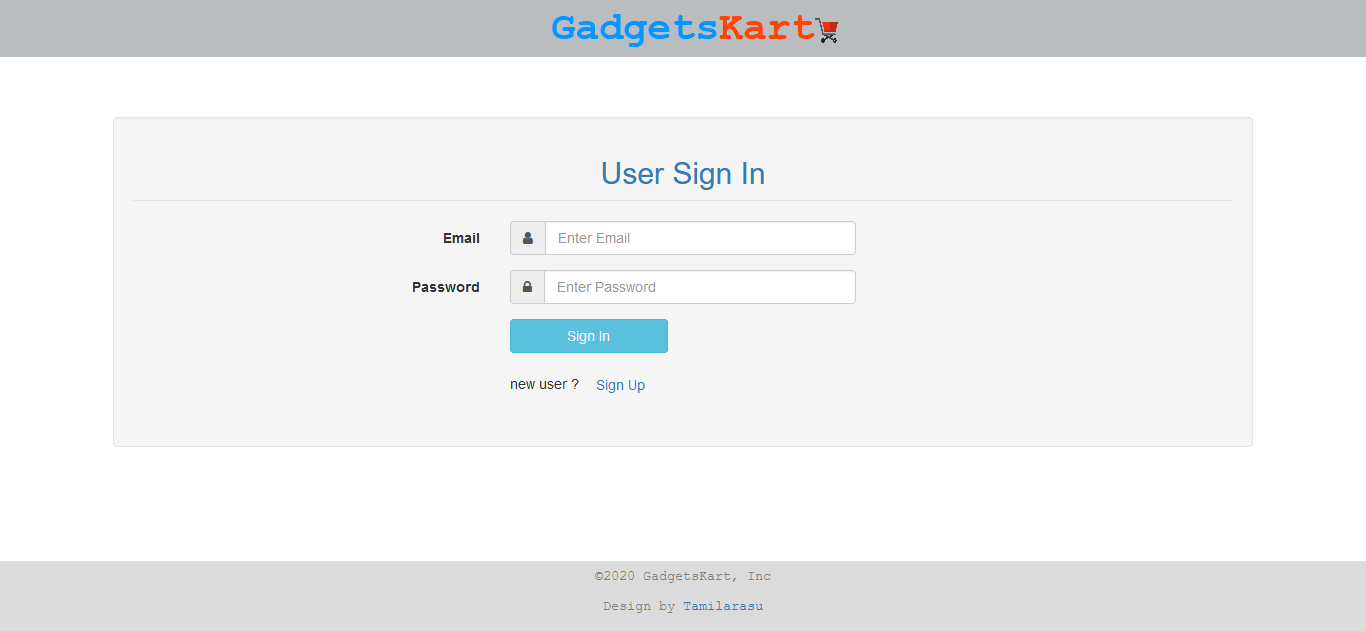 GadgetsKart
User Sign In
Email Enter Email
Password Enter Password
Sign In
new user ? Sign Up
©2020 GadgetsKart, Inc
Design by Tamilarasu